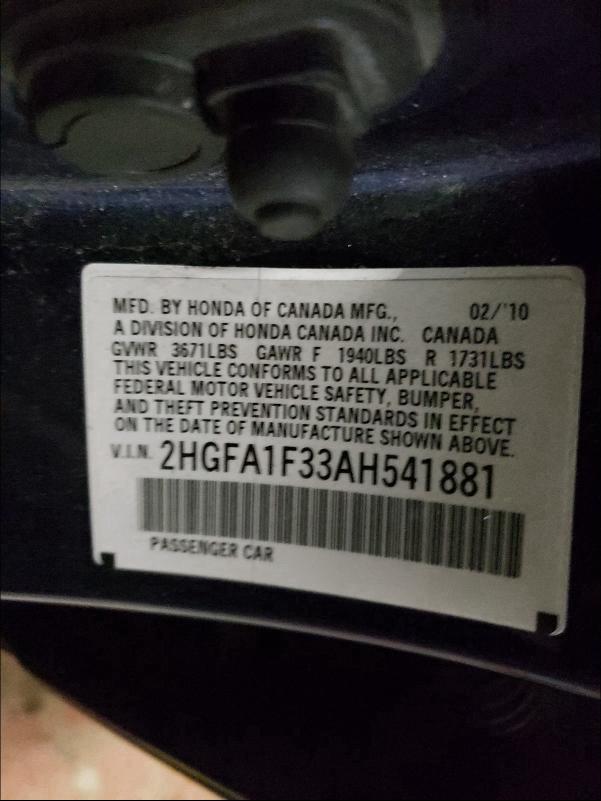 MFD. BY HONDA OF CANADA MFG., 02/'10
A DIVISION OF HONDA CANADA INC. CANADA
GVWR 3671LBS GAWR F 1940LBS R 1731LBS
THIS VEHICLE CONFORMS TO ALL APPLICABLE
FEDERAL MOTOR VEHICLE SAFETY, BUMPER,
AND THEFT PREVENTION STANDARDS IN EFFECT
ON THE DATE OF MANUFACTURE SHOWN ABOVE.
V.I.N. 2HGFA1F33AH541881
PASSENGER CAR